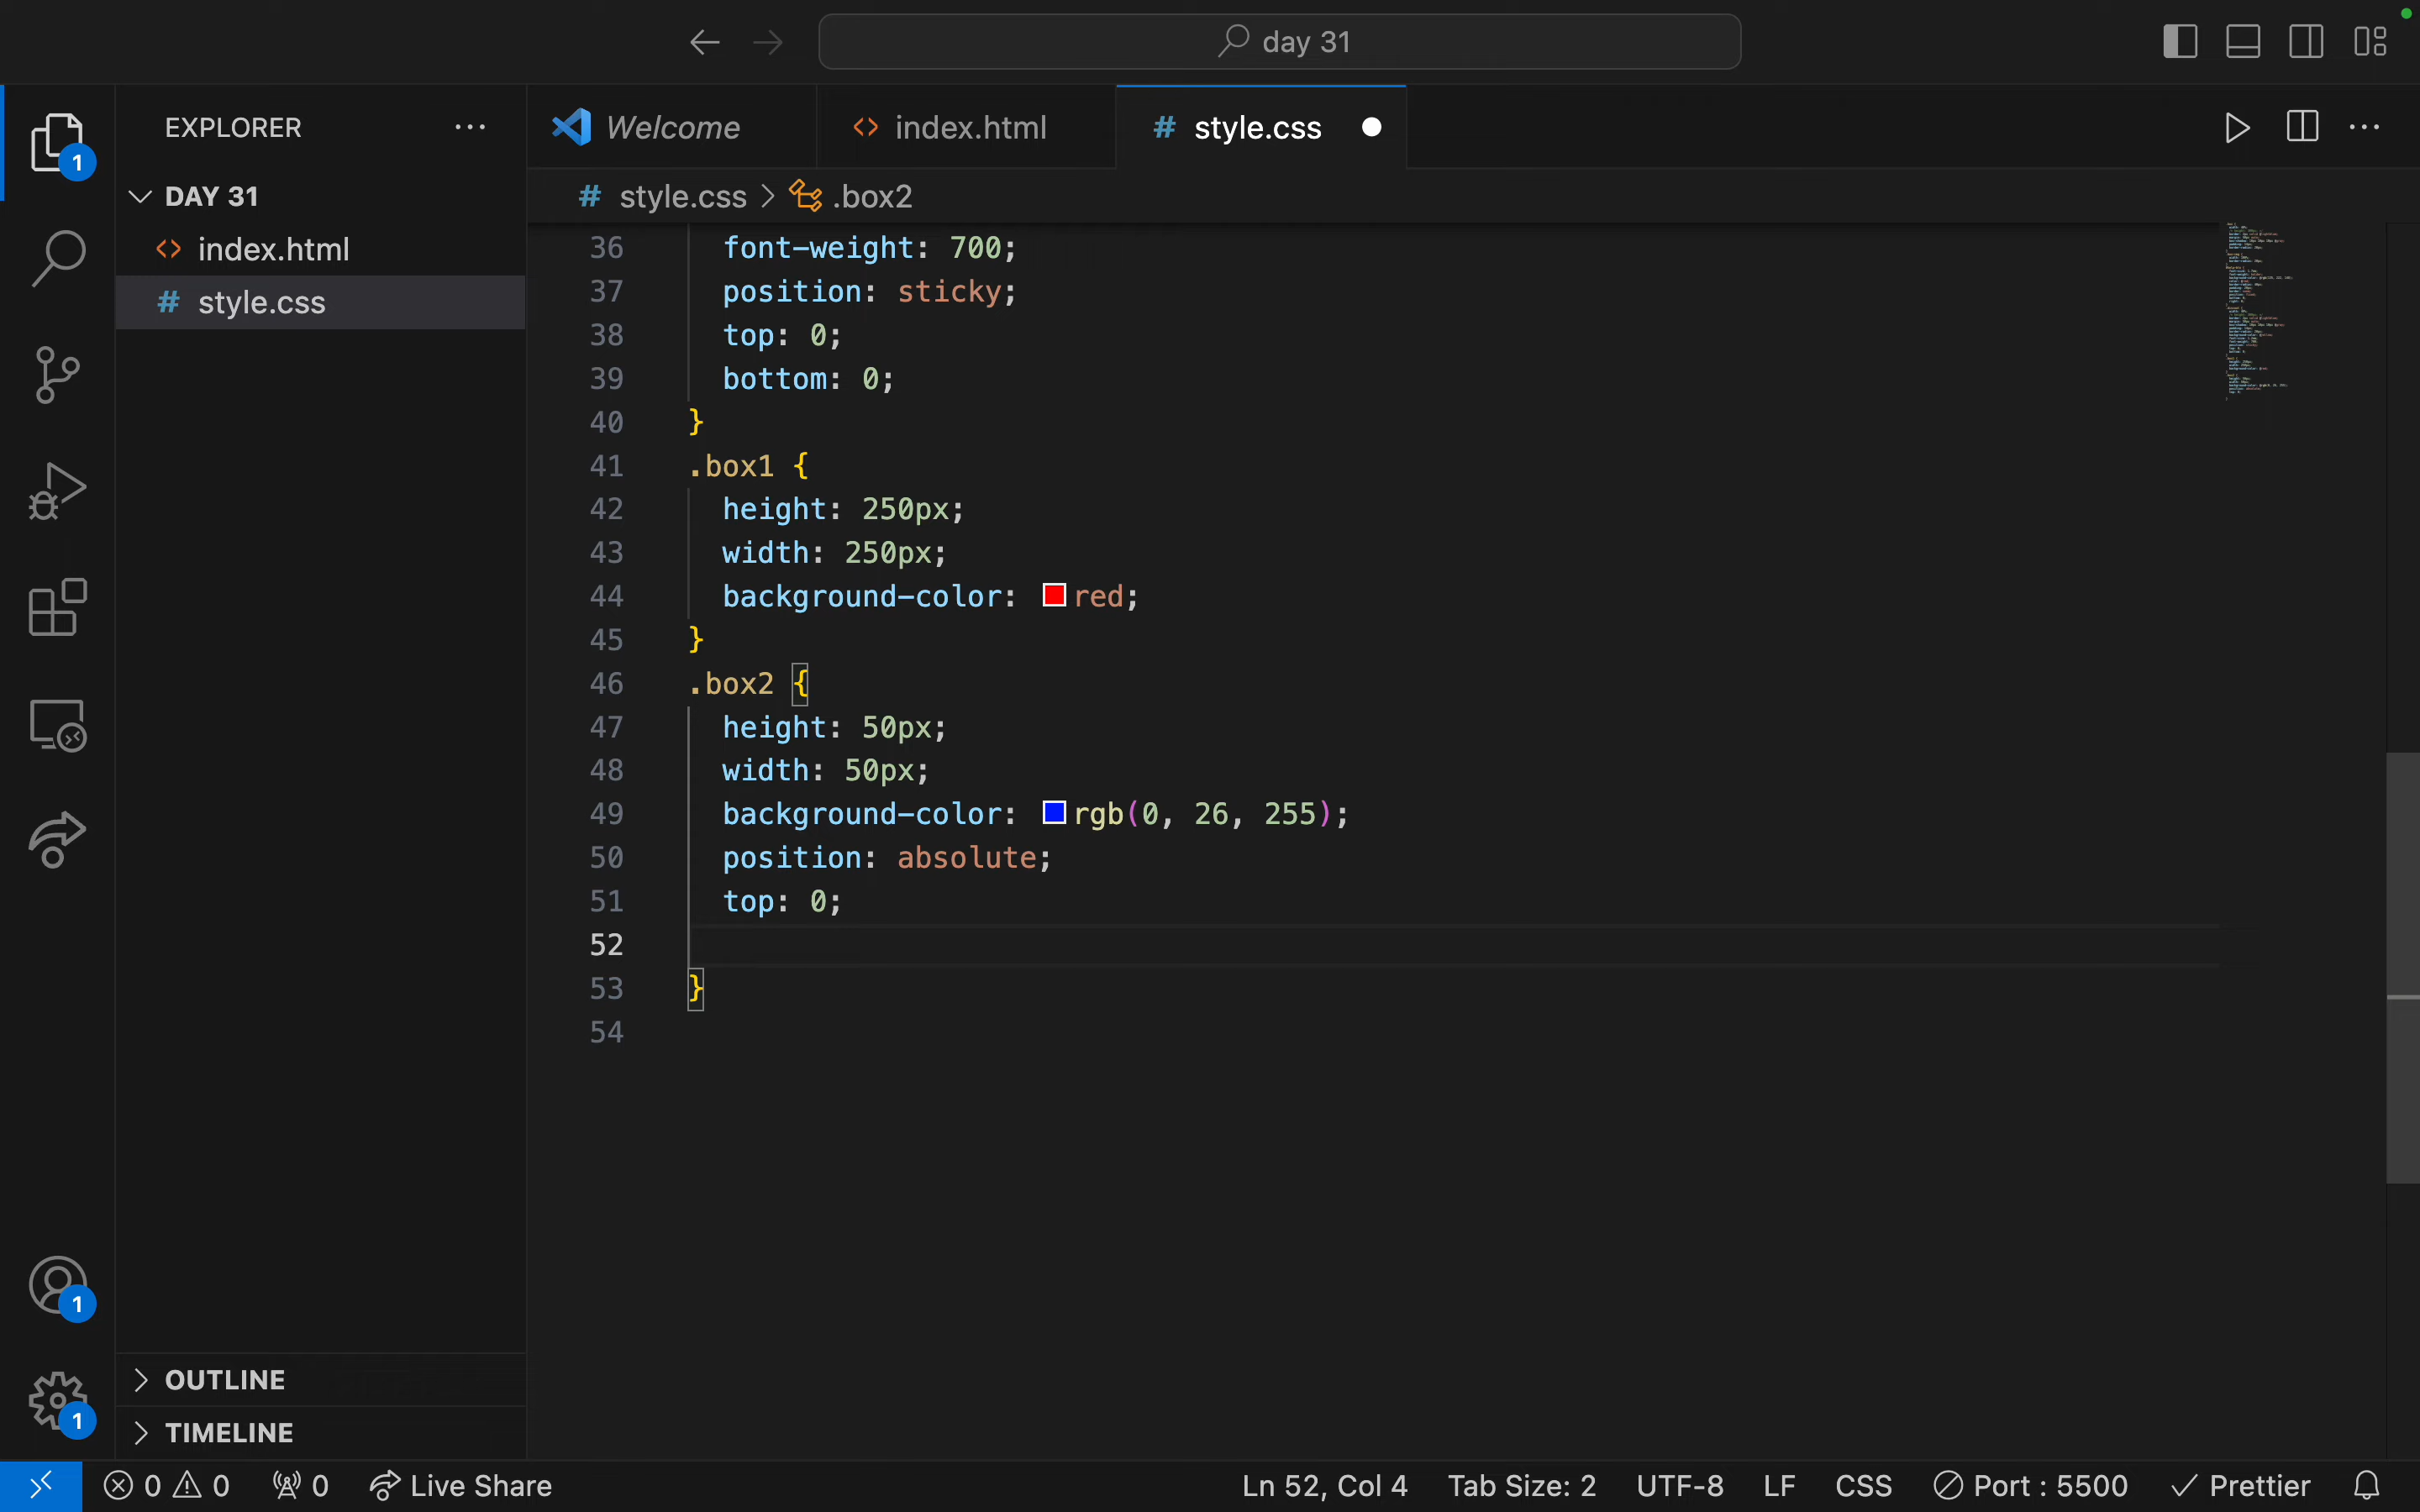 day 31
EXPLORER
Welcome
index.html
style.css
1
DAY 31
style.css > .box2
index.html
style.css
36 font-weight: 700;
37 position: sticky;
38 top: 0;
39 bottom: 0;
40 }
41 .box1 {
42 height: 250px;
43 width: 250px;
44 background-color: red;
45 }
46 .box2 {
47 height: 50px;
48 width: 50px;
49 background-color: rgb(0, 26, 255);
50 position: absolute;
51 top: 0;
52
53 }
54
1
OUTLINE
1
TIMELINE
0 0 0 Live Share Ln 52, Col 4 Tab Size: 2 UTF-8 LF CSS Port : 5500 Prettier